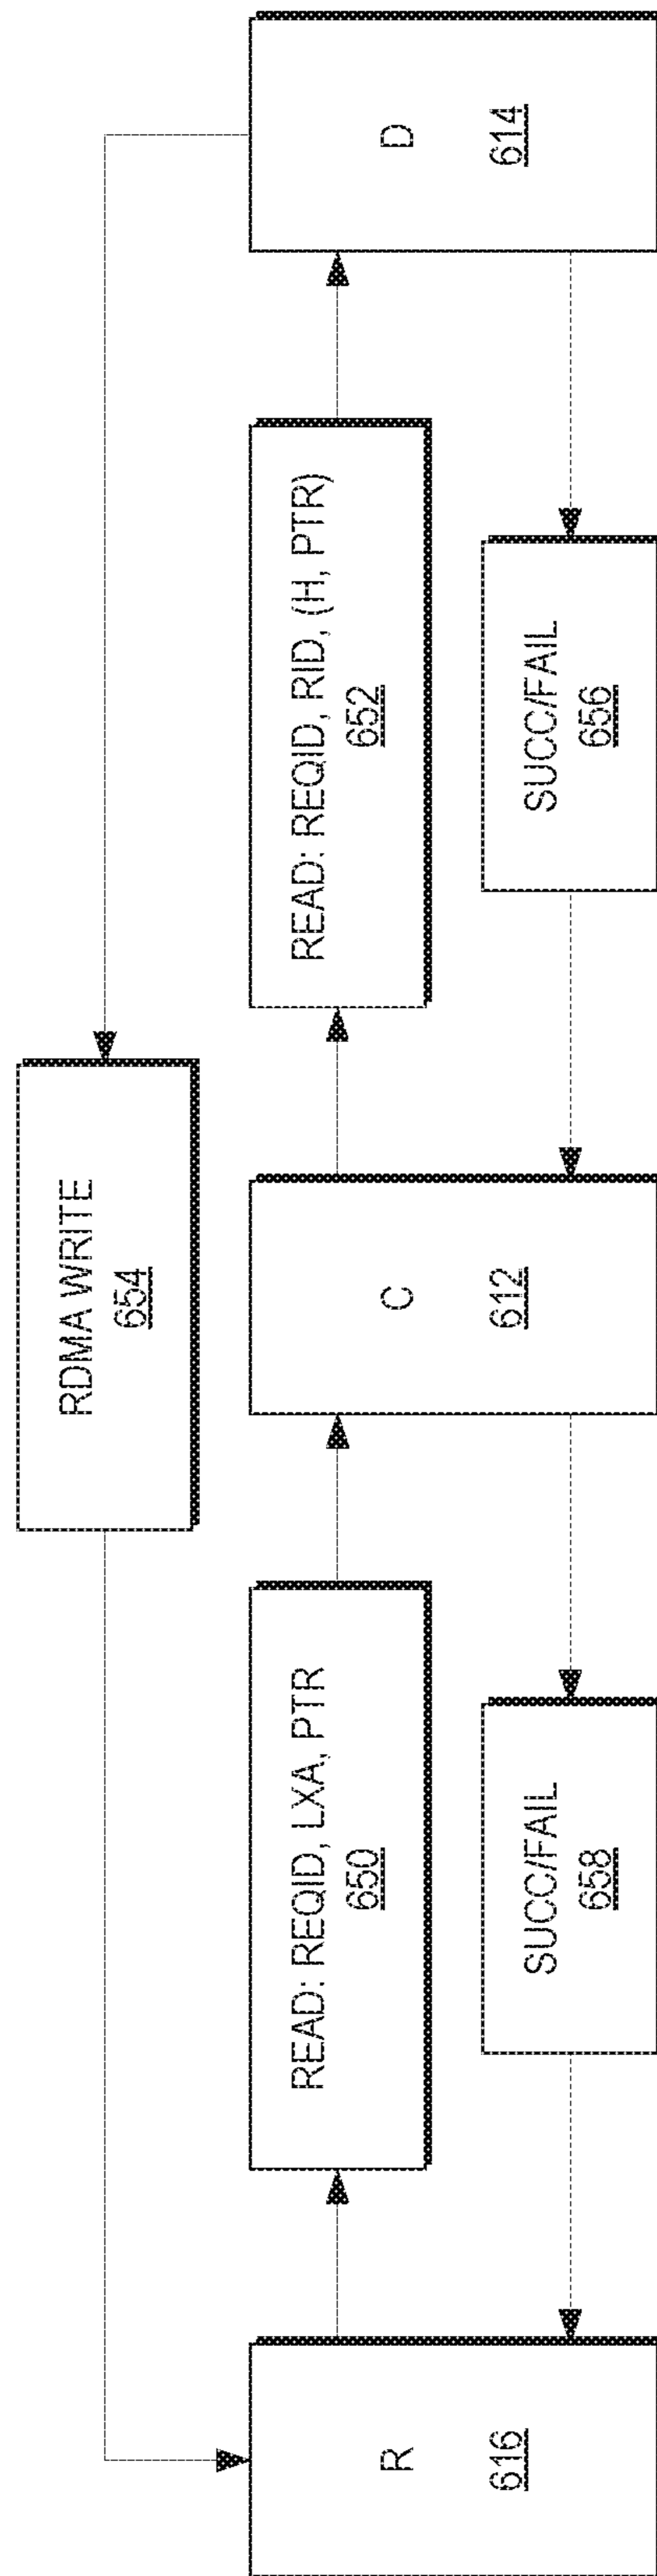 RDMA WRITE
654
R
616
READ: REQID, LXA, PTR
650
C
612
READ: REQID, RID, (H, PTR)
652
D
614
SUCC/FAIL
658
SUCC/FAIL
656